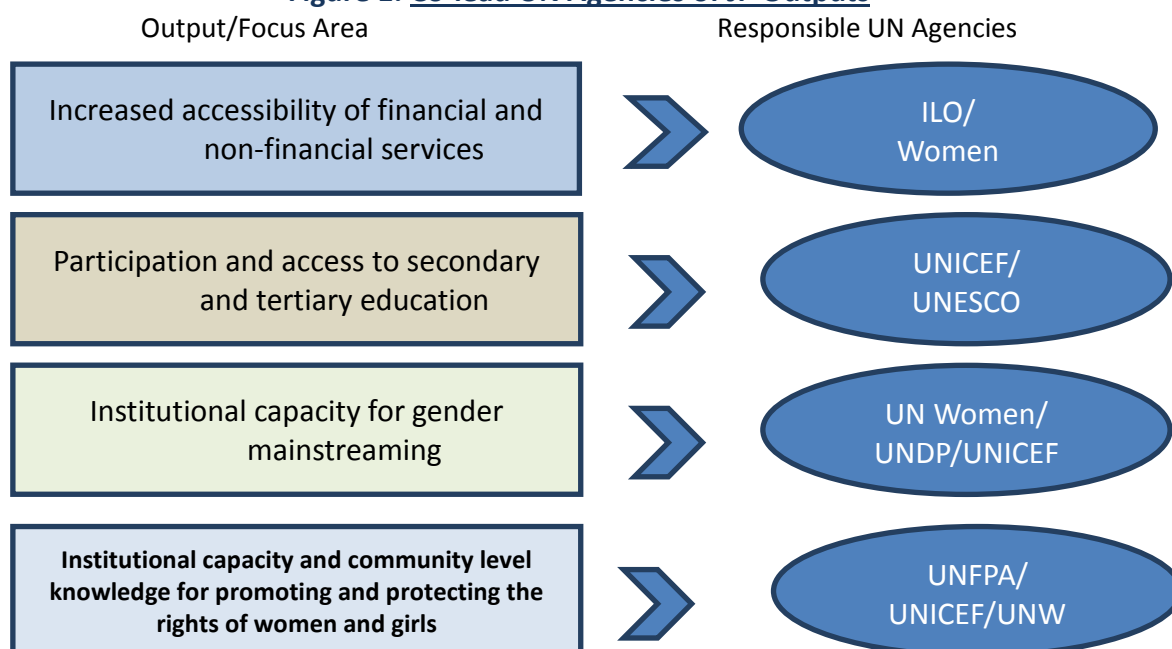 Output/Focus Area
Responsible UN Agencies
Increased accessibility of financial and
non-financial services
ILO/
Women
Participation and access to secondary
and tertiary education
UNICEF/
UNESCO
Institutional capacity for gender
mainstreaming
UN Women/
UNDP/UNICEF
Institutional capacity and community level
knowledge for promoting and protecting the
rights of women and girls
UNFPA/
UNICEF/UNW